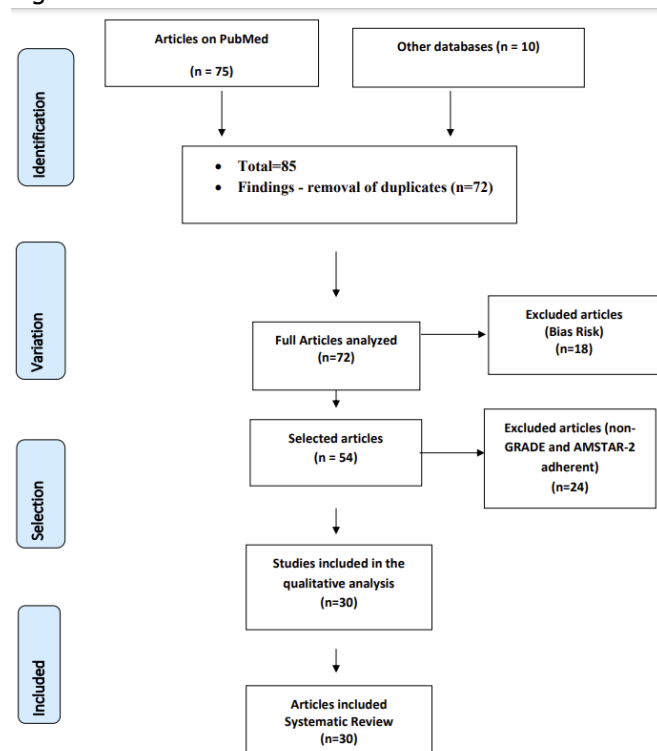 Articles on PubMed
(n = 75)
Other databases (n = 10)
Identification
• Total=85
• Findings - removal of duplicates (n=72)
Variation
Full Articles analyzed
(n=72)
Excluded articles
(Bias Risk)
(n=18)
Selection
Selected articles
(n = 54)
Excluded articles (non-
GRADE and AMSTAR-2
adherent)
(n=24)
Studies included in the
qualitative analysis
(n=30)
Included
Articles included
Systematic Review
(n=30)